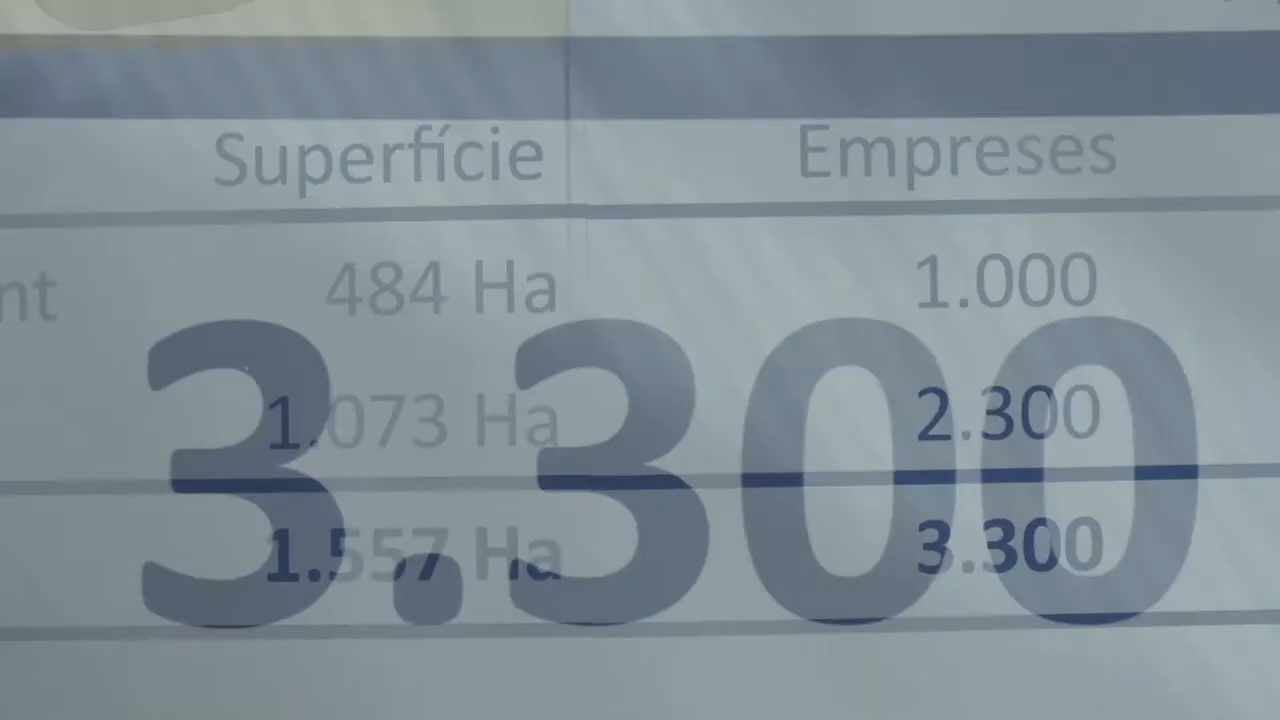 Superfície Empreses
nt 484 Ha 1.000
1.073 Ha 2.300
1.557 Ha 3.300
3.300